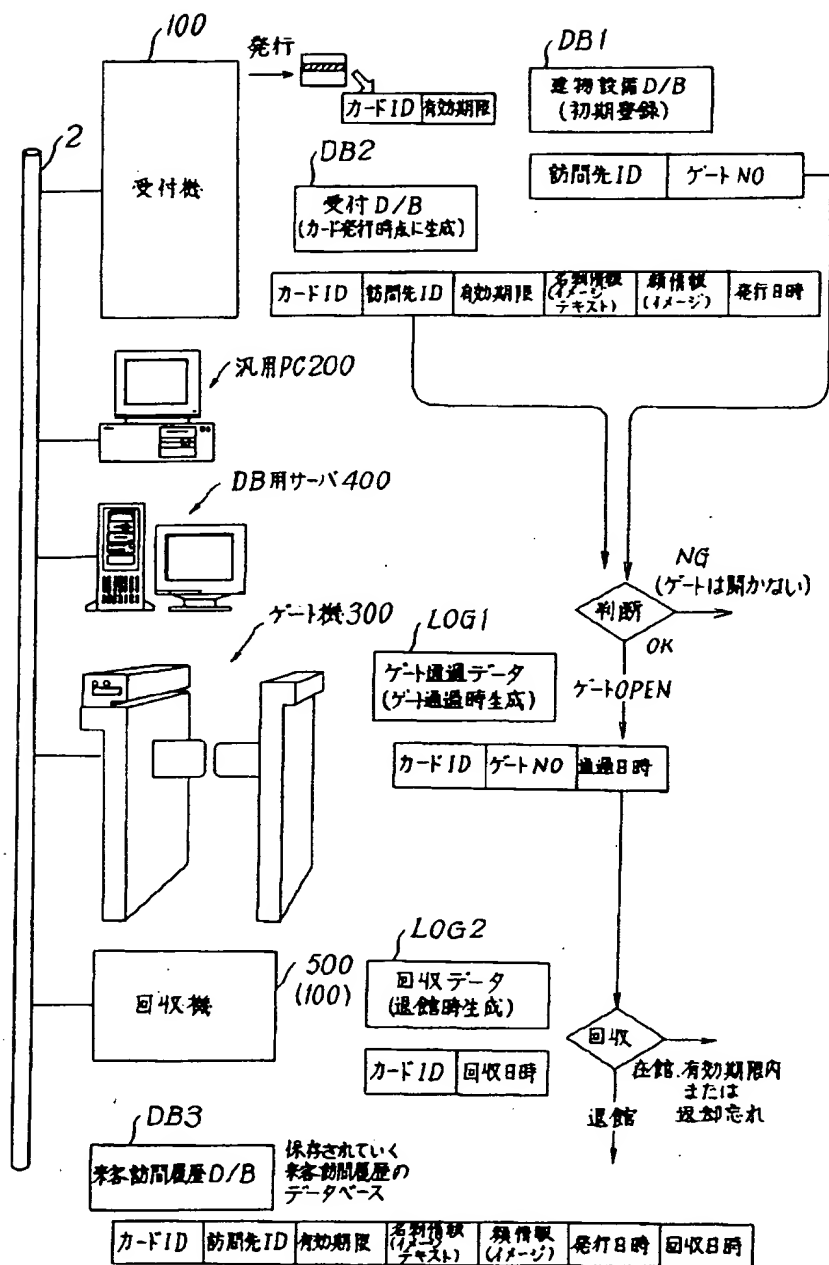 100
発行
カードID 有効期限
DB1
建物設備D/B
(初期登録)
訪問先ID ゲートNO
2
受付機
DB2
受付D/B
(カード発行時点に生成)
カードID 訪問先ID 有効期限 名刺情報(イメージテキスト) 顔情報(イメージ) 発行日時
汎用PC200
DB用サーバ400
ゲート機300
NG
(ゲートは開かない)
判断
OK
ゲートOPEN
LOG1
ゲート通過データ
(ゲート通過時生成)
カードID ゲートNO 通過日時
回収機
500
(100)
LOG2
回収データ
(退館時生成)
カードID 回収日時
回収
在館、有効期限内
または
返却忘れ
退館
DB3
来客訪問履歴D/B
保存されていく
来客訪問履歴の
データベース
カードID 訪問先ID 有効期限 名刺情報(イメージテキスト) 顔情報(イメージ) 発行日時 回収日時